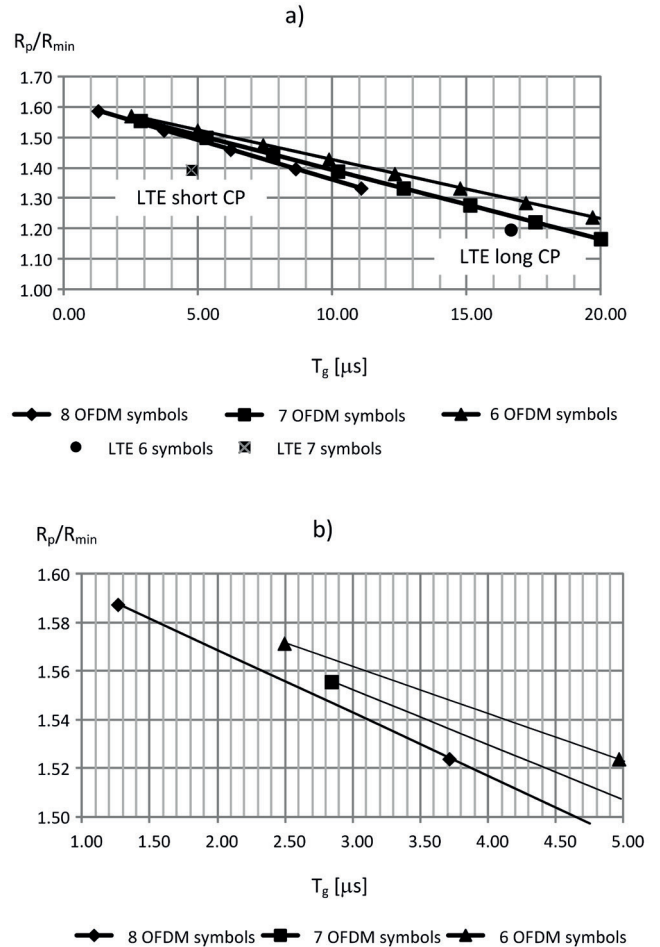 a)
Rp/Rmin
1.70
1.60
1.50
1.40
1.30
1.20
1.10
1.00
LTE short CP
LTE long CP
0.00 5.00 10.00 15.00 20.00
Tg [μs]
8 OFDM symbols 7 OFDM symbols 6 OFDM symbols
LTE 6 symbols LTE 7 symbols
b)
Rp/Rmin
1.60
1.58
1.56
1.54
1.52
1.50
1.00 1.50 2.00 2.50 3.00 3.50 4.00 4.50 5.00
Tg [μs]
8 OFDM symbols 7 OFDM symbols 6 OFDM symbols